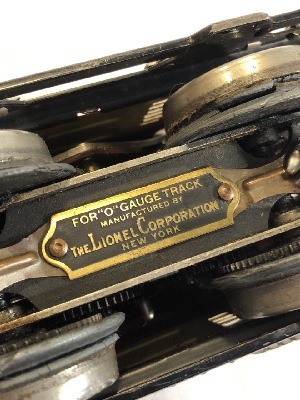 FOR "O" GAUGE TRACK
MANUFACTURED BY
THE LIONEL CORPORATION
NEW YORK